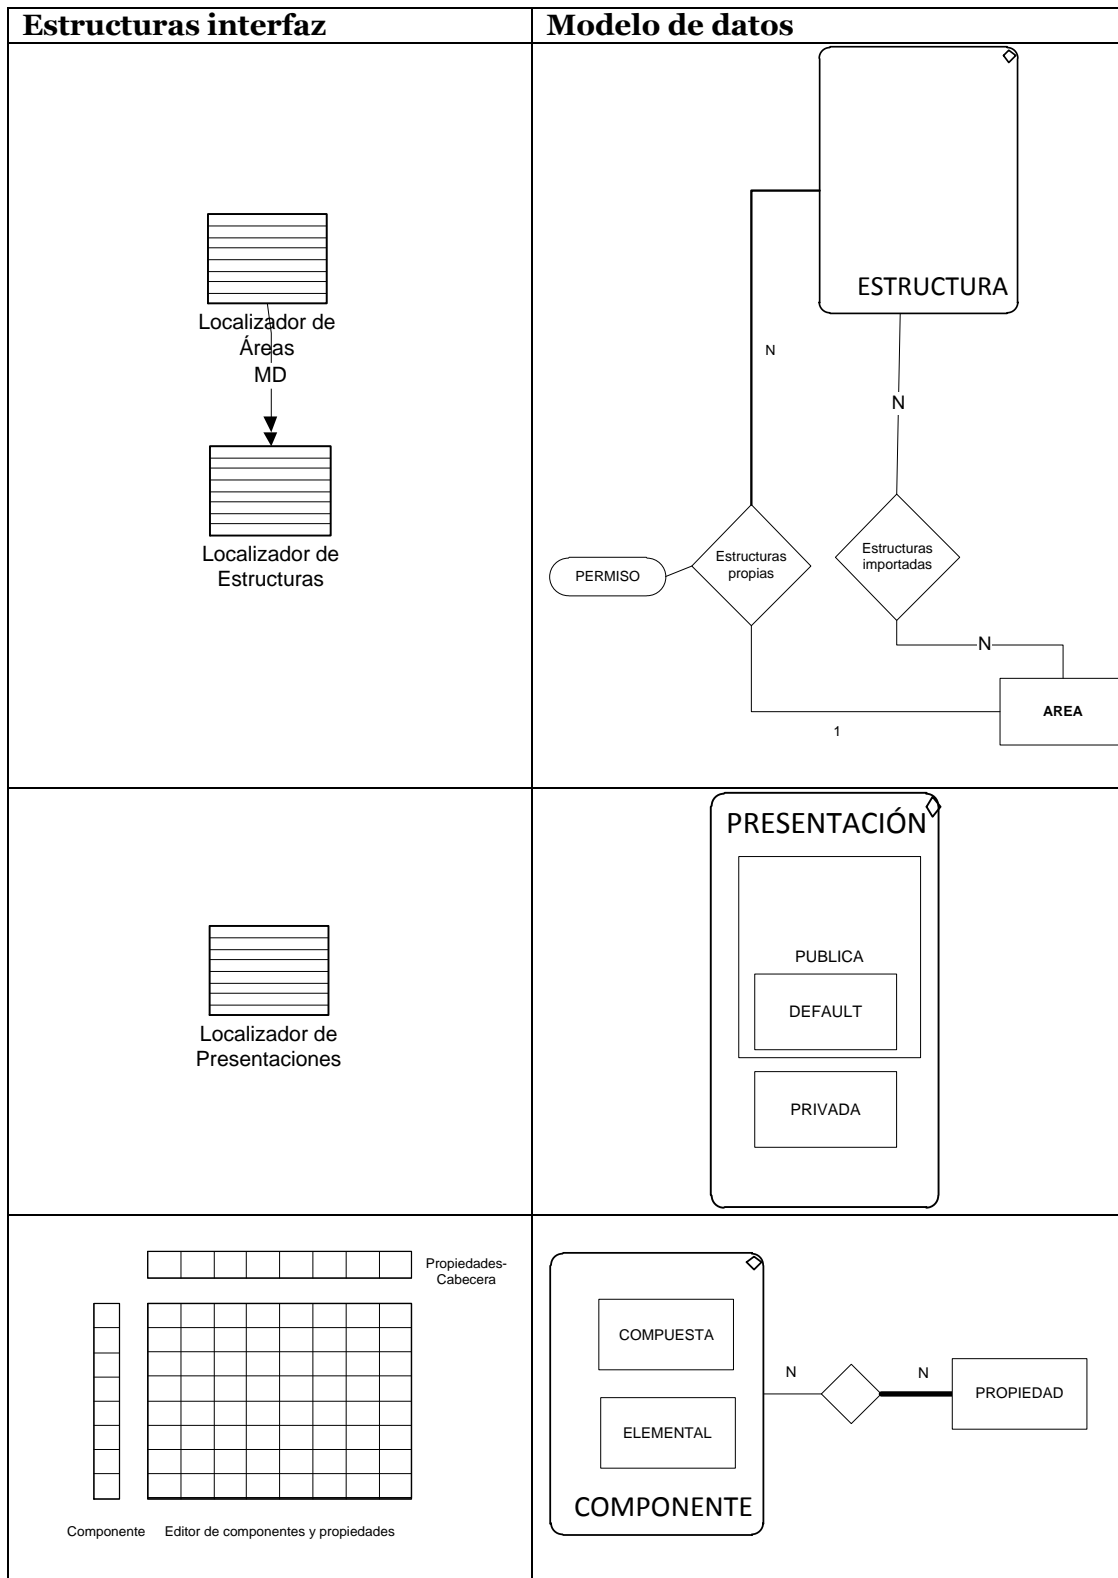 Estructuras interfaz
Modelo de datos
Localizador de
Áreas
MD
Localizador de
Estructuras
ESTRUCTURA
N
N
Estructuras
propias
Estructuras
importadas
PERMISO
N
AREA
1
Localizador de
Presentaciones
PRESENTACIÓN
PUBLICA
DEFAULT
PRIVADA
Propiedades-
Cabecera
Componente
Editor de componentes y propiedades
COMPUESTA
ELEMENTAL
COMPONENTE
N
N
PROPIEDAD